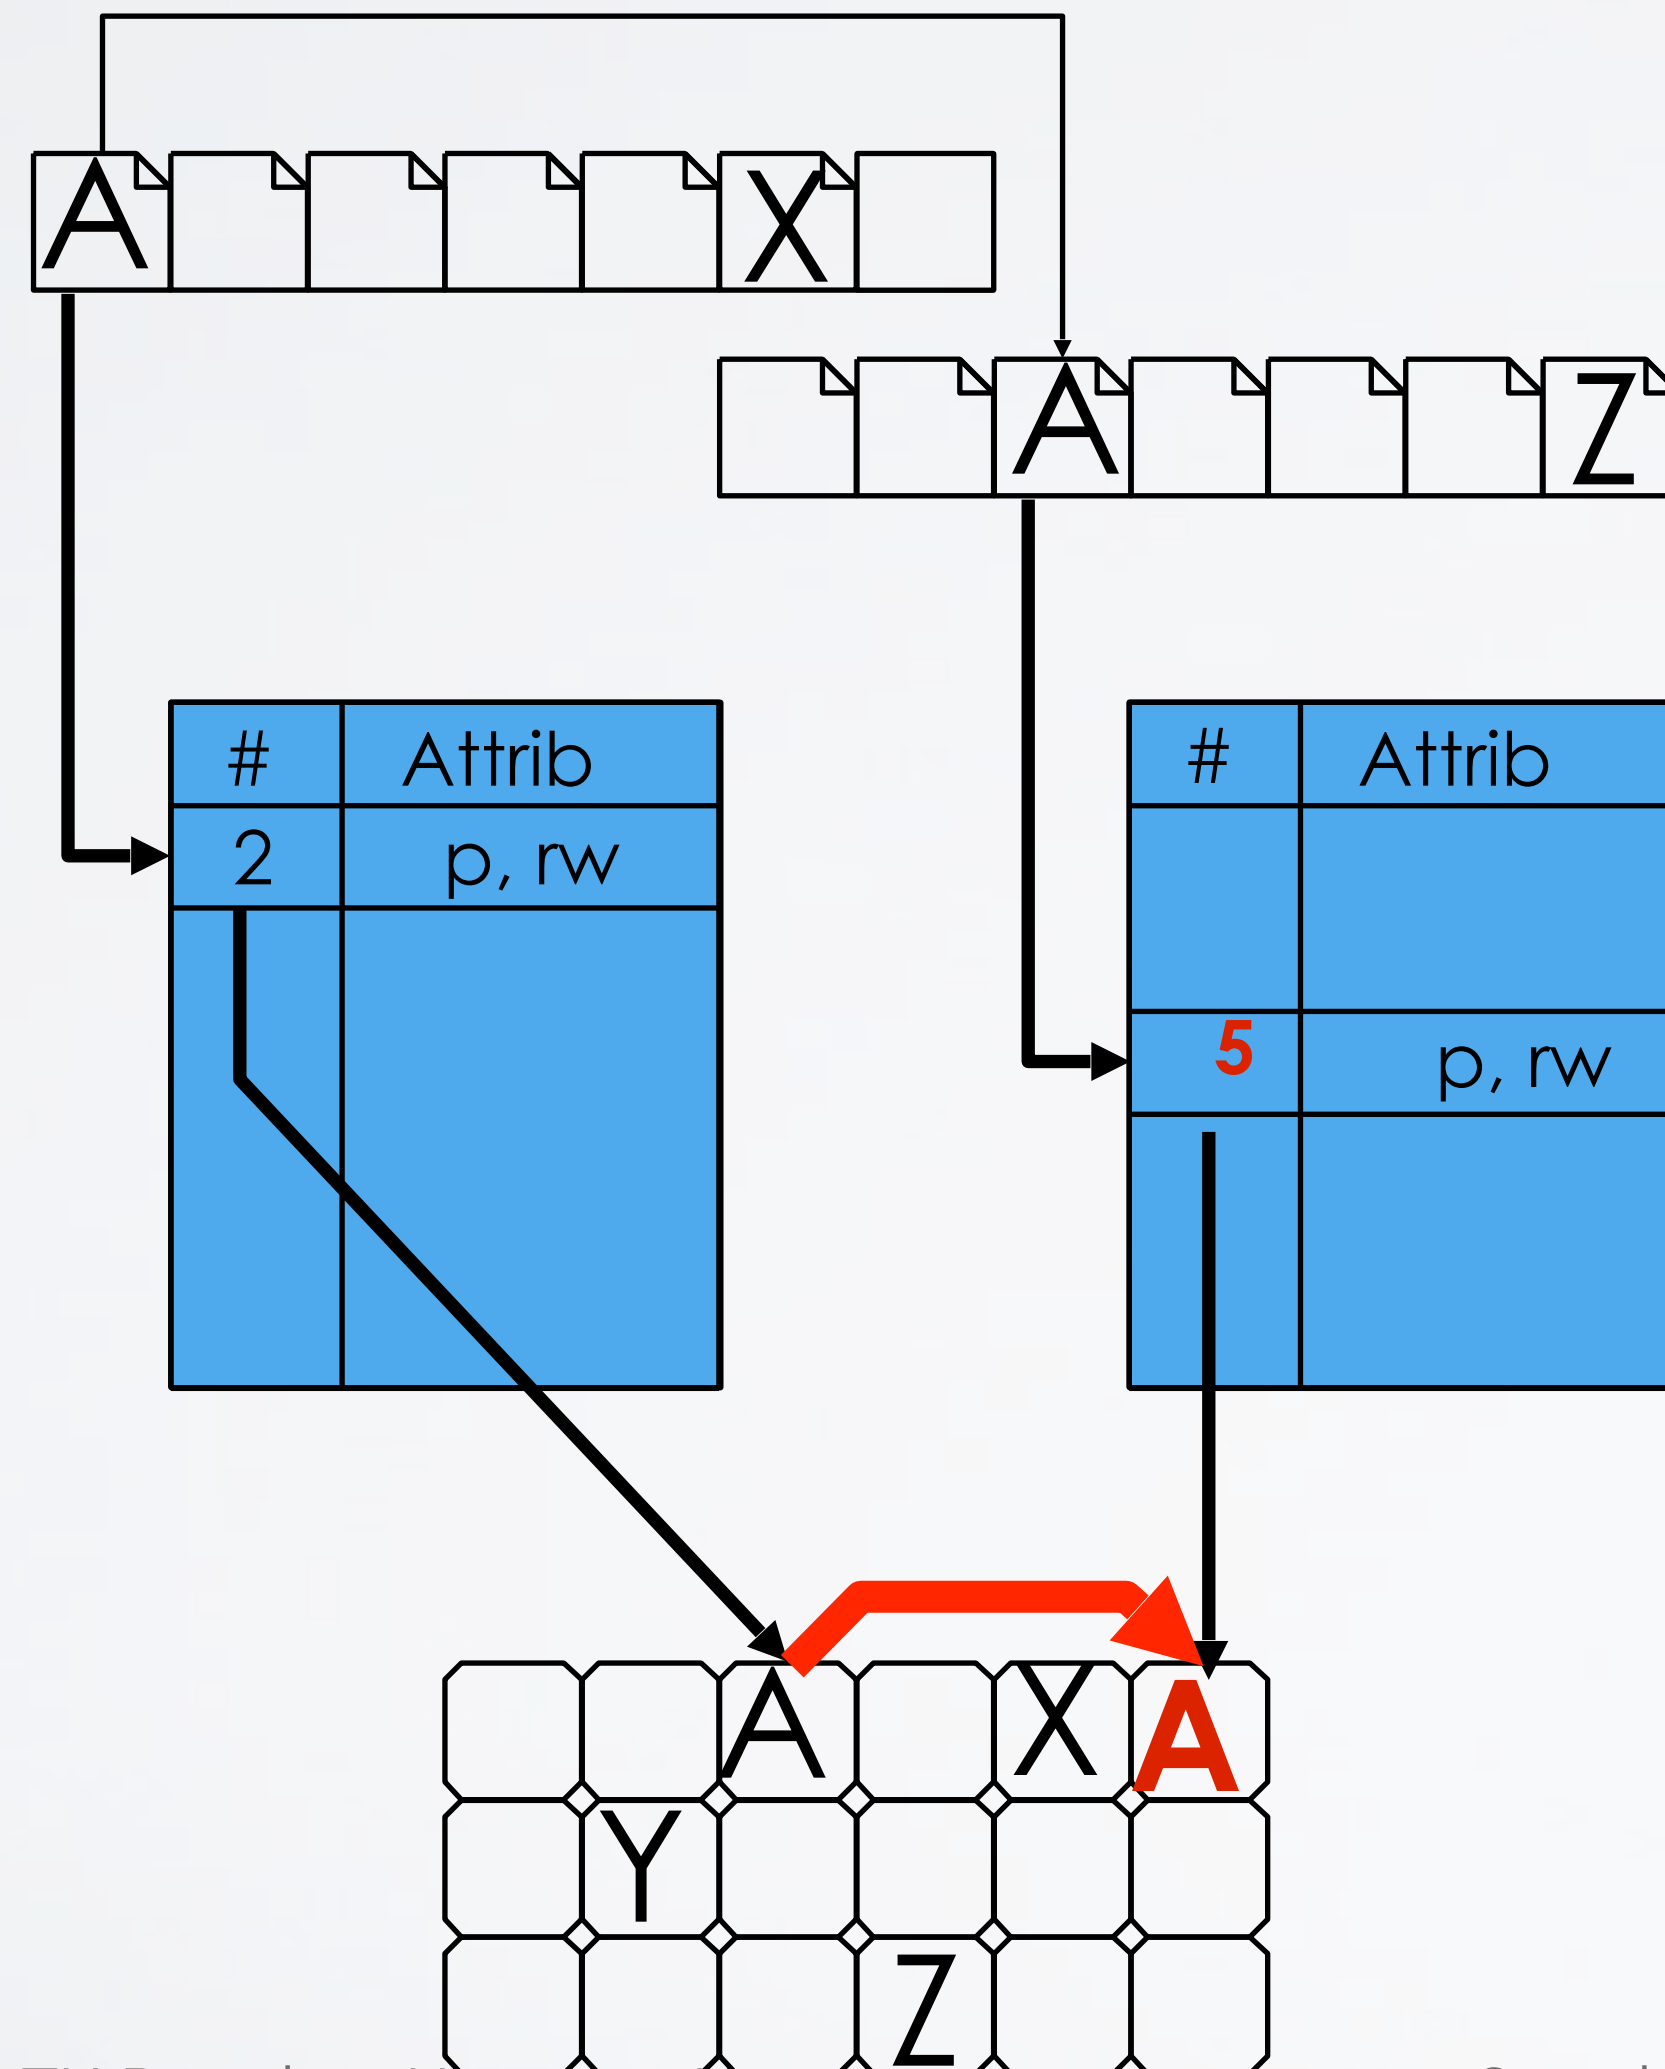 A X
A Z
# Attrib # Attrib
2 p, rw
5 p, rw
A X A
Y
Z